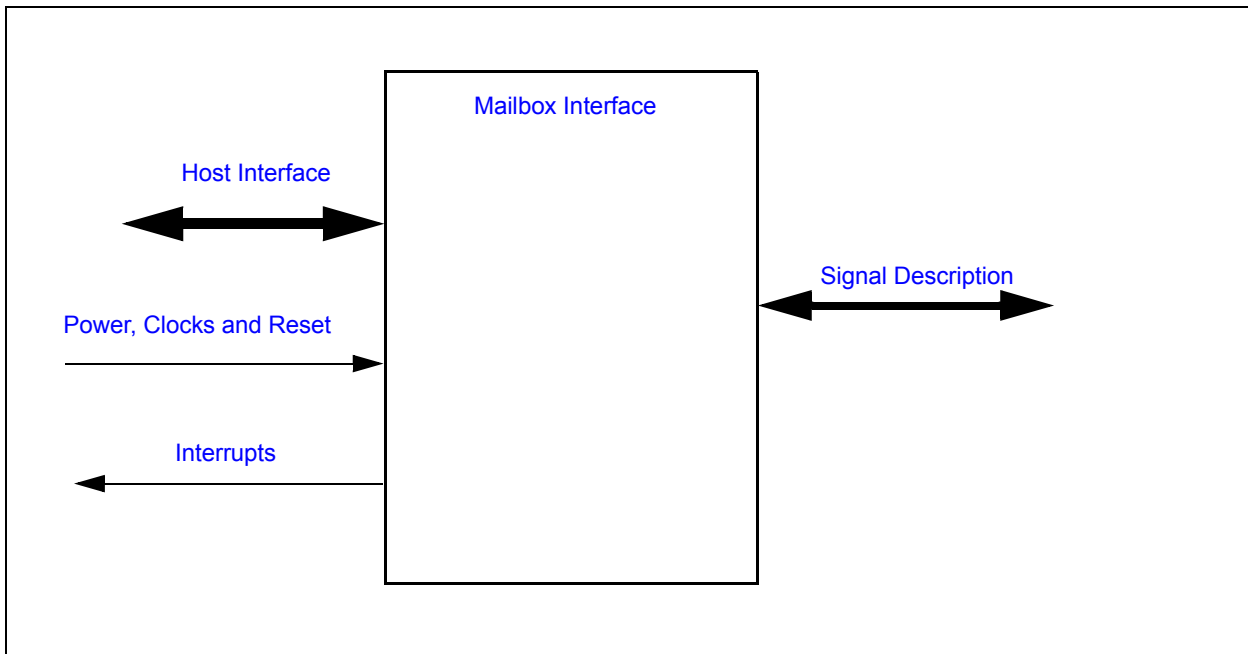 Mailbox Interface
Host Interface
Signal Description
Power, Clocks and Reset
Interrupts